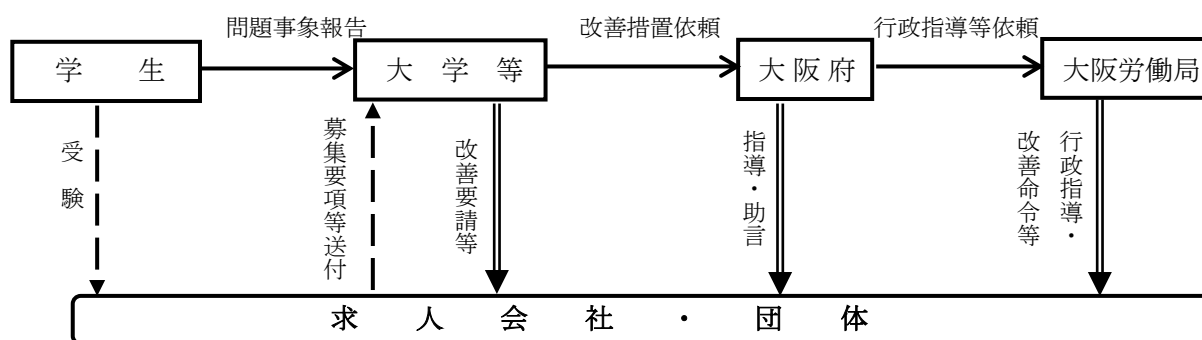 問題事象報告
改善措置依頼
行政指導等依頼
学生
大学等
大阪府
大阪労働局
受験
募集要項等送付
改善要請等
指導・助言
行政指導・
改善命令等
求人会社・団体